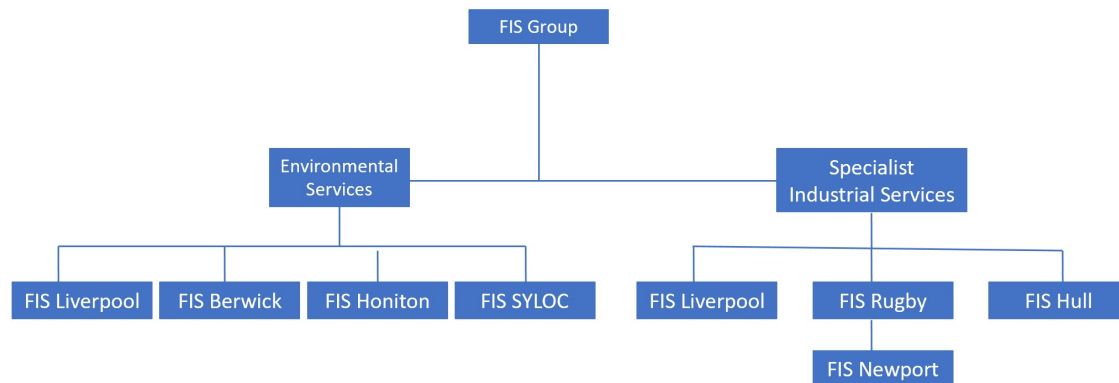 FIS Group
Environmental
Services
Specialist
Industrial Services
FIS Liverpool
FIS Berwick
FIS Honiton
FIS SYLOC
FIS Liverpool
FIS Rugby
FIS Hull
FIS Newport